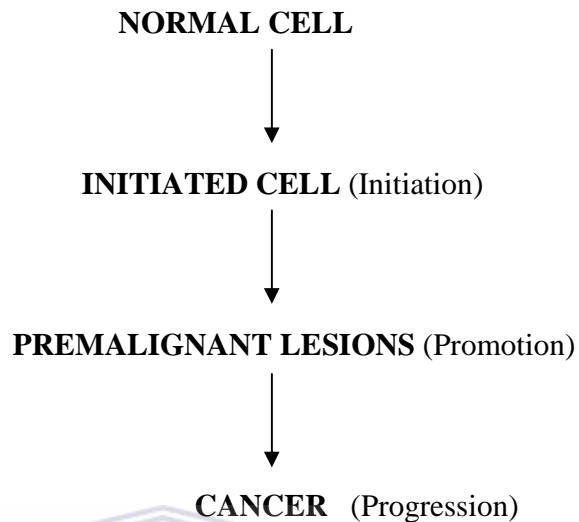 NORMAL CELL
INITIATED CELL (Initiation)
PREMALIGNANT LESIONS (Promotion)
CANCER (Progression)